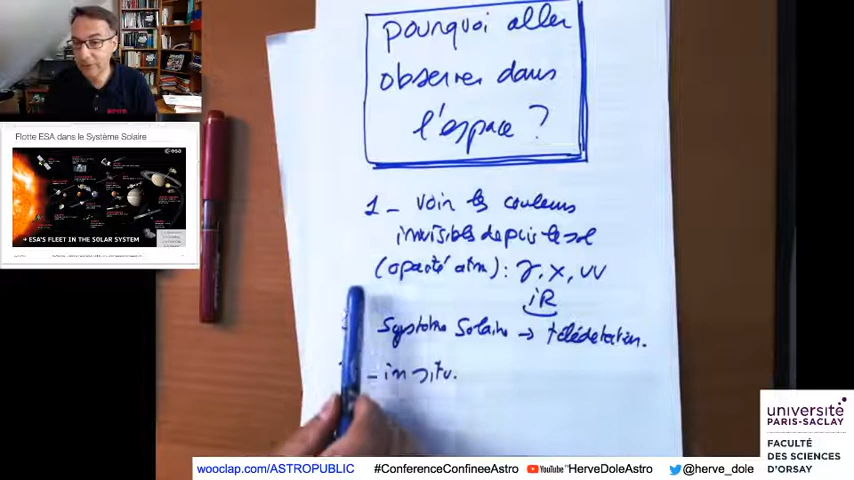 pourquoi aller
observer dans
l'espace ?
1 - voir les couleurs
invisibles depuis le sol
(opacité atm) : γ, X, UV
iR
Système Solaire → télédétection.
- in situ.
Flotte ESA dans le Système Solaire
esa
→ ESA'S FLEET IN THE SOLAR SYSTEM
université
PARIS-SACLAY
FACULTÉ
DES SCIENCES
D'ORSAY
wooclap.com/ASTROPUBLIC #ConferenceConfineeAstro YouTube "HerveDoleAstro @herve_dole